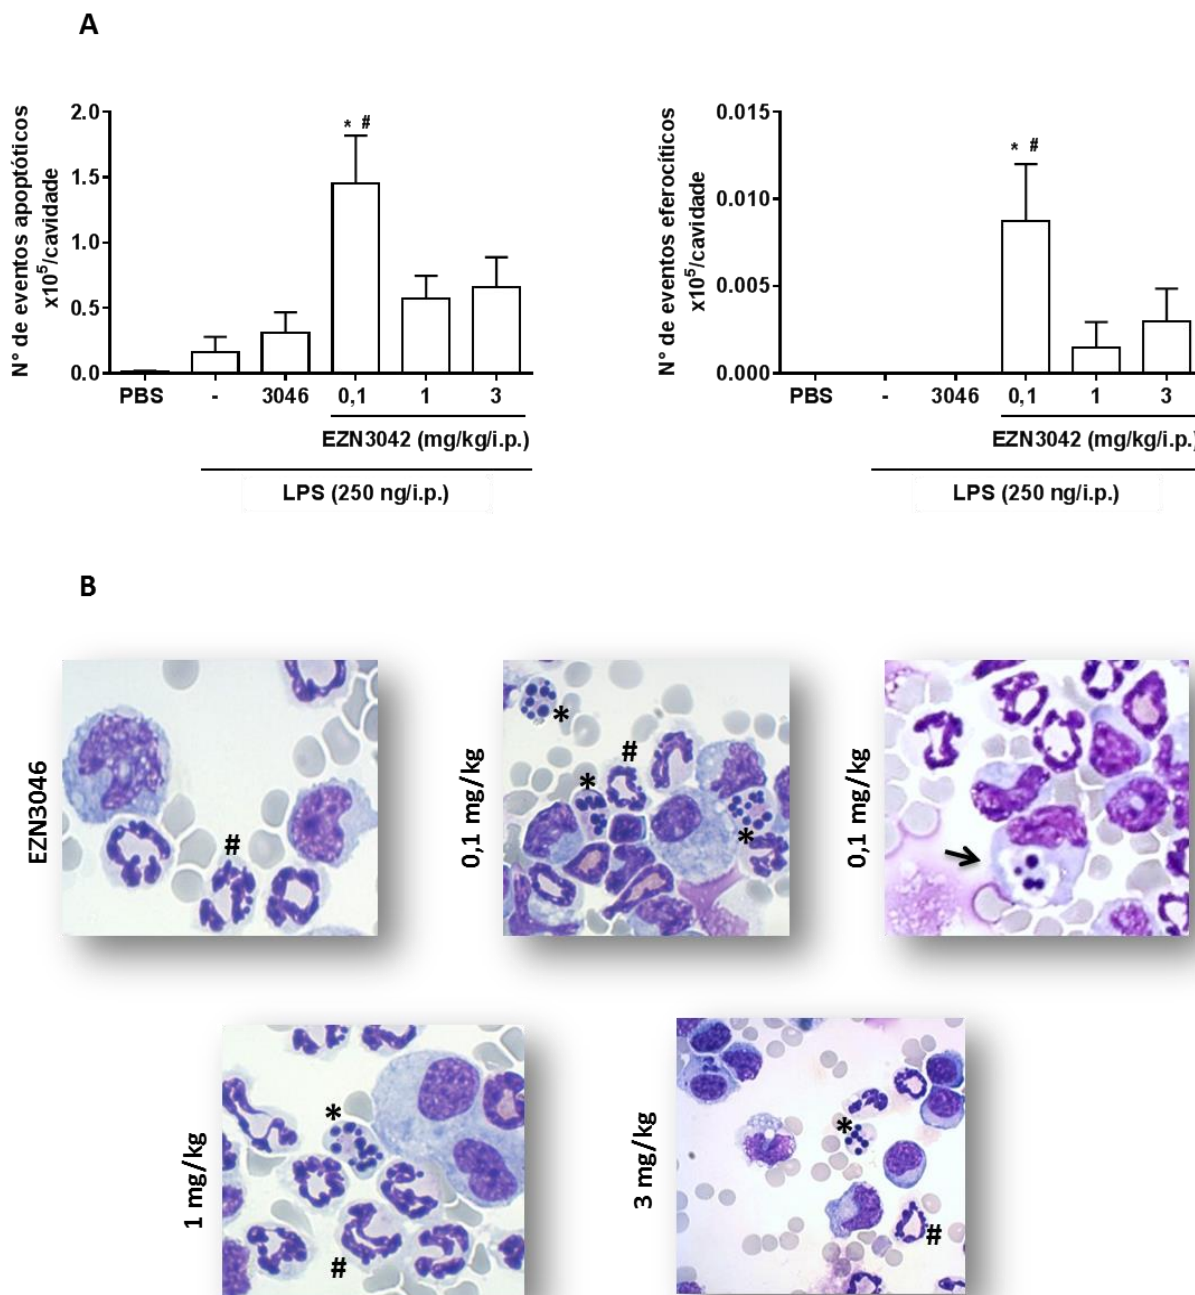 A
N° de eventos apoptóticos
x10⁵/cavidade
2.0
1.5
1.0
0.5
0.0
PBS - 3046 0,1 1 3
EZN3042 (mg/kg/i.p.)
LPS (250 ng/i.p.)
* #
N° de eventos eferocíticos
x10⁵/cavidade
0.015
0.010
0.005
0.000
PBS - 3046 0,1 1 3
EZN3042 (mg/kg/i.p.)
LPS (250 ng/i.p.)
* #
B
EZN3046
#
0,1 mg/kg
*
#
*
*
0,1 mg/kg
1 mg/kg
*
#
3 mg/kg
*
#